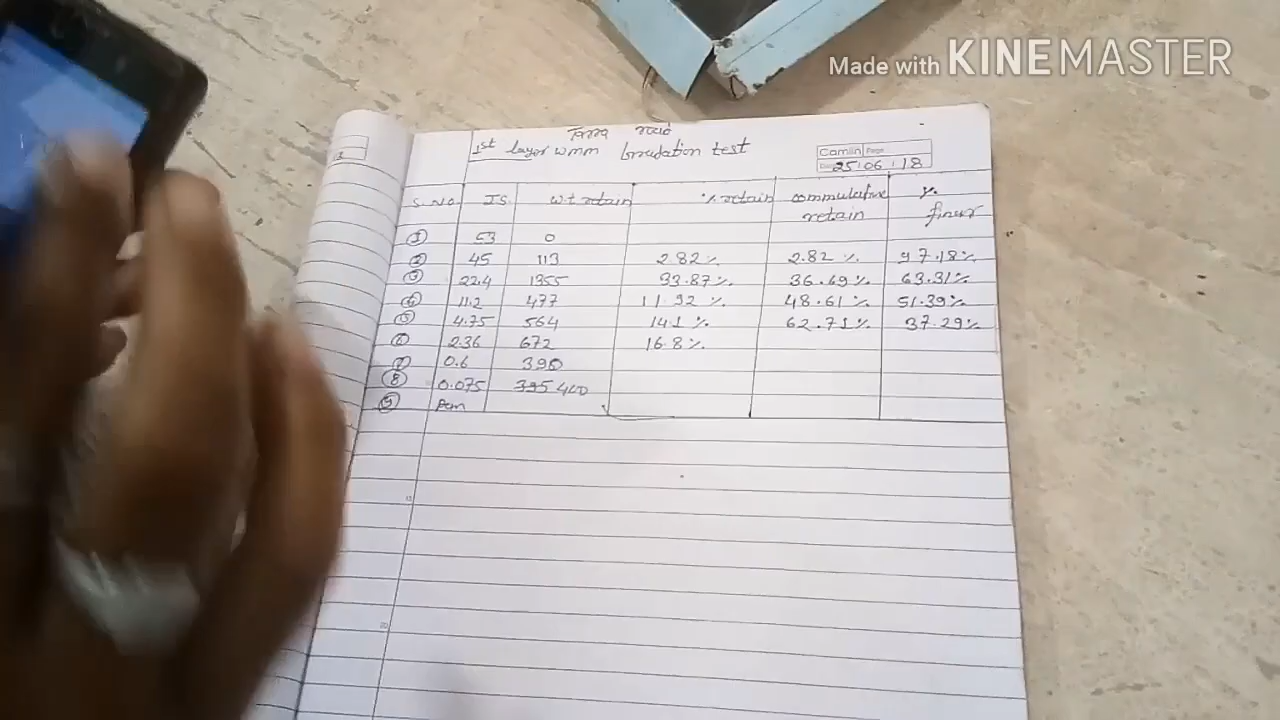 Made with KINEMASTER
1st layer wmm Grradation test
Camlin Page
25 06 18
S.No IS. wt retain % retain commulative retain % finer
① 53 0
② 45 113 2.82 % 2.82 % 97.18%
③ 22.4 1355 33.87% 36.69% 63.31%
④ 11.2 477 11.92 % 48.61 % 51.39%
⑤ 4.75 564 14.1 % 62.71% 37.29%
⑥ 2.36 672 16.8 %
⑦ 0.6 390
⑧ 0.075 395 400
⑨ Pan